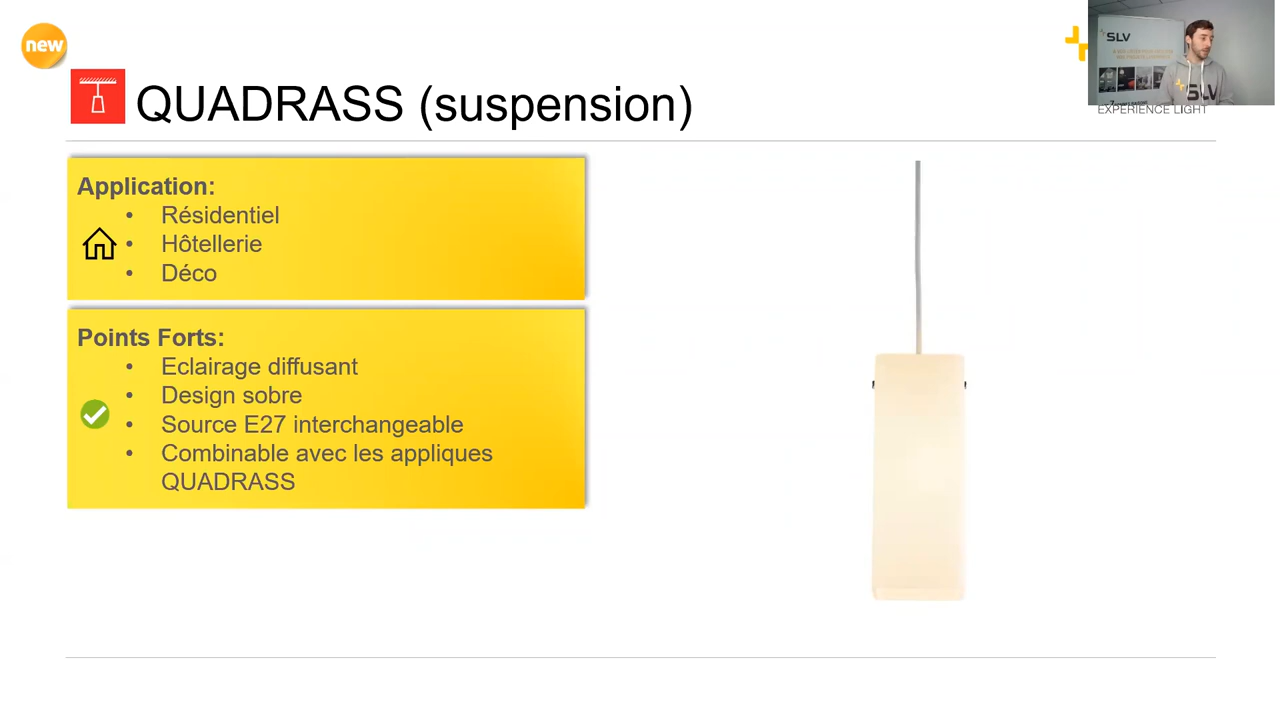 new
QUADRASS (suspension)
SLV
SLV
EXPERIENCE LIGHT
Application:
• Résidentiel
• Hôtellerie
• Déco
Points Forts:
• Eclairage diffusant
• Design sobre
• Source E27 interchangeable
• Combinable avec les appliques
QUADRASS